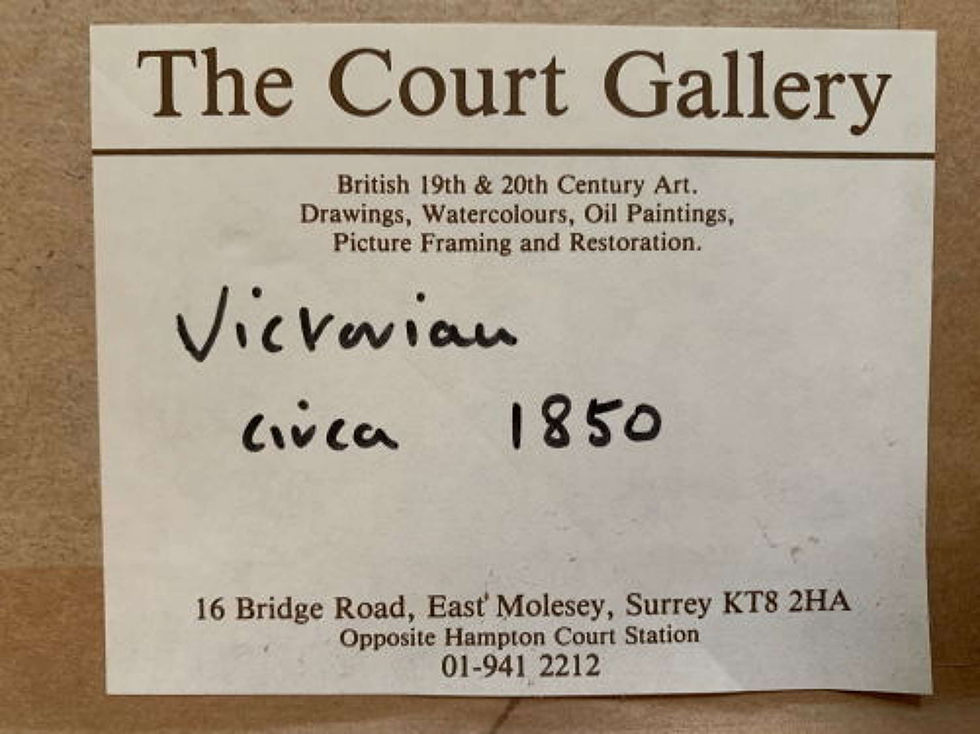 The Court Gallery
British 19th & 20th Century Art.
Drawings, Watercolours, Oil Paintings,
Picture Framing and Restoration.
Victorian
circa 1850
16 Bridge Road, East Molesey, Surrey KT8 2HA
Opposite Hampton Court Station
01-941 2212